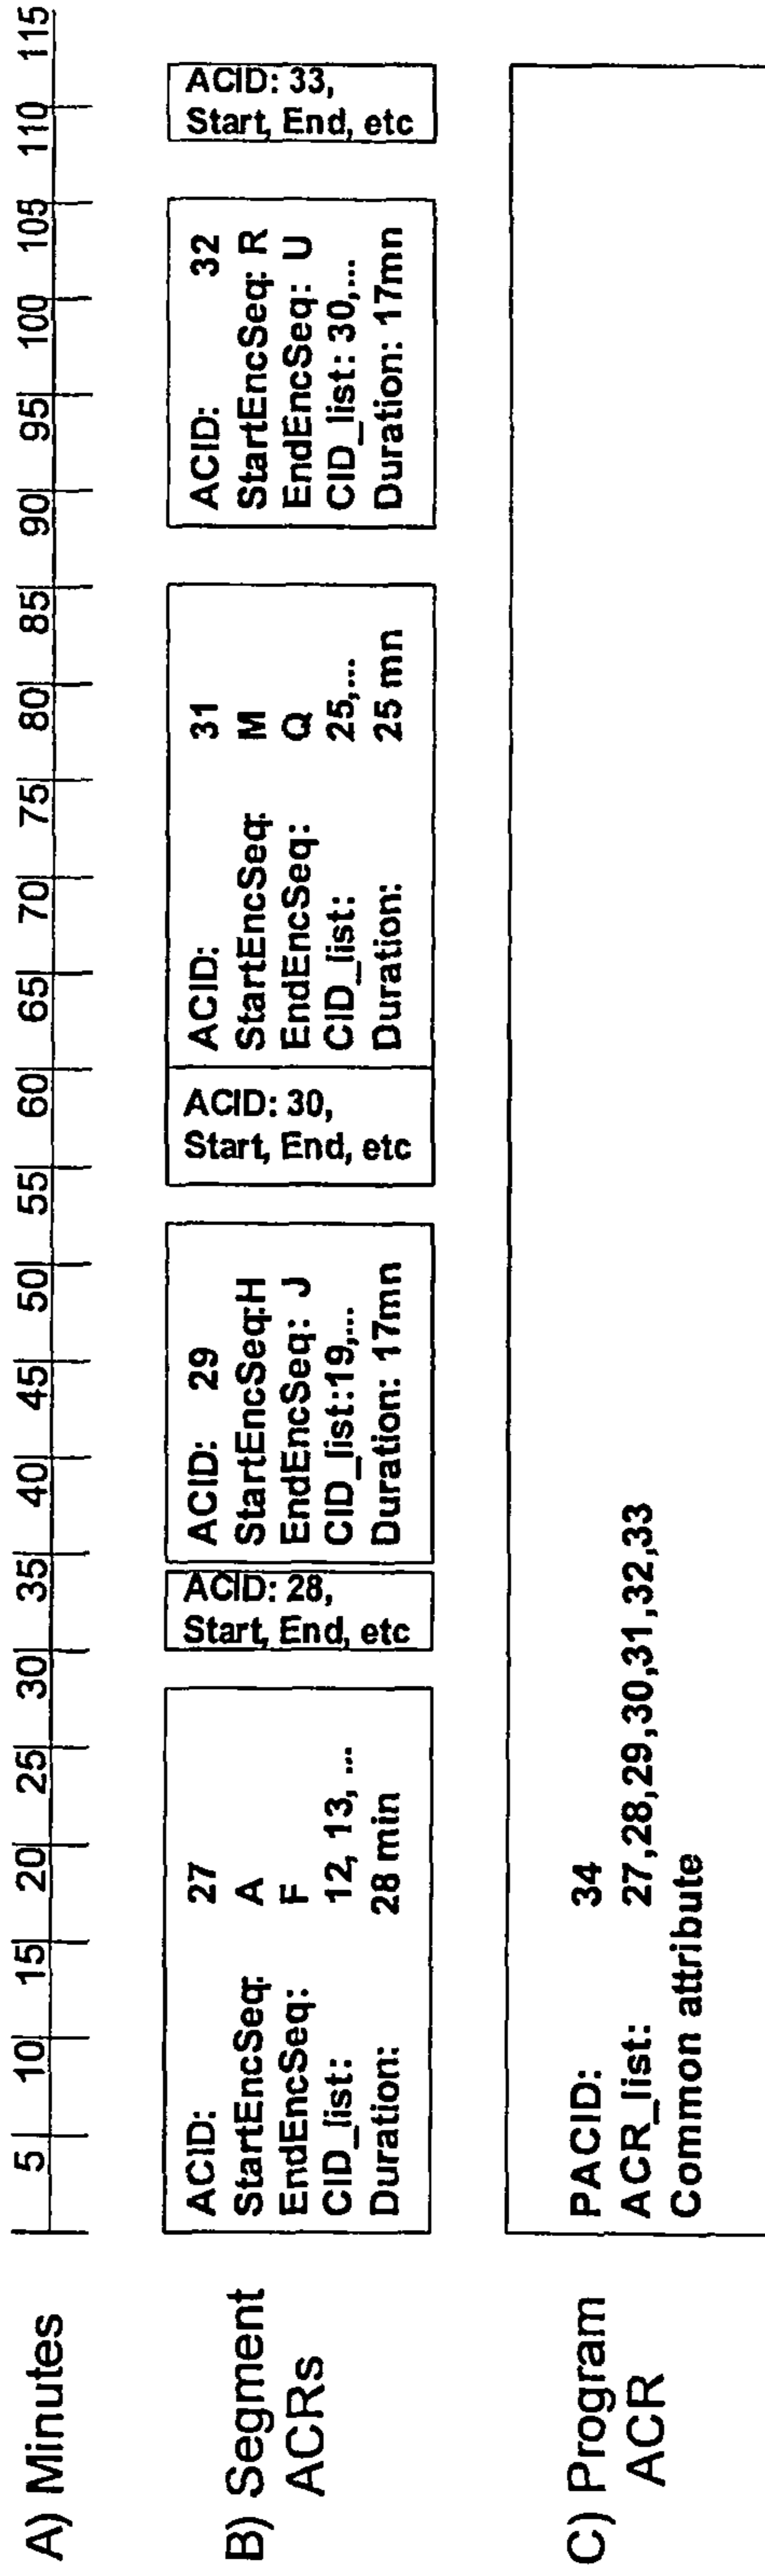 A) Minutes
5 10 15 20 25 30 35 40 45 50 55 60 65 70 75 80 85 90 95 100 105 110 115
B) Segment
ACRs
ACID: 27
StartEncSeq: A
EndEncSeq: F
CID_list: 12, 13, ...
Duration: 28 min
ACID: 28,
Start, End, etc
ACID: 29
StartEncSeq:H
EndEncSeq: J
CID_list:19,...
Duration: 17mn
ACID: 30,
Start, End, etc
ACID: 31
StartEncSeq: M
EndEncSeq: Q
CID_list: 25,...
Duration: 25 mn
ACID: 32
StartEncSeq: R
EndEncSeq: U
CID_list: 30,...
Duration: 17mn
ACID: 33,
Start, End, etc
C) Program
ACR
PACID: 34
ACR_list: 27,28,29,30,31,32,33
Common attribute